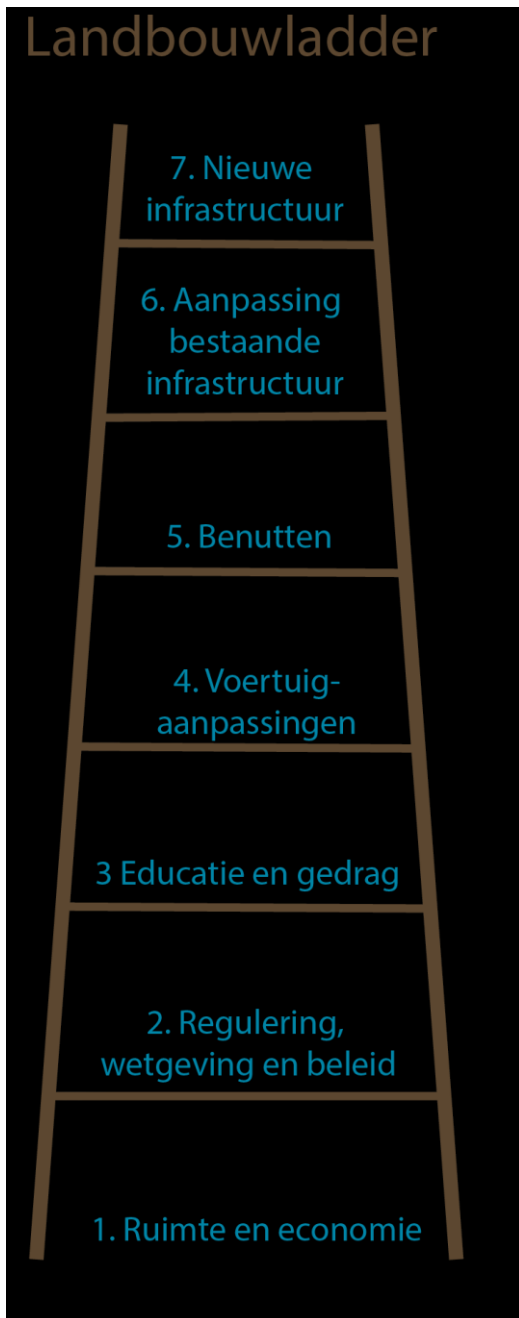 Landbouwladder
7. Nieuwe
infrastructuur
6. Aanpassing
bestaande
infrastructuur
5. Benutten
4. Voertuig-
aanpassingen
3 Educatie en gedrag
2. Regulering,
wetgeving en beleid
1. Ruimte en economie